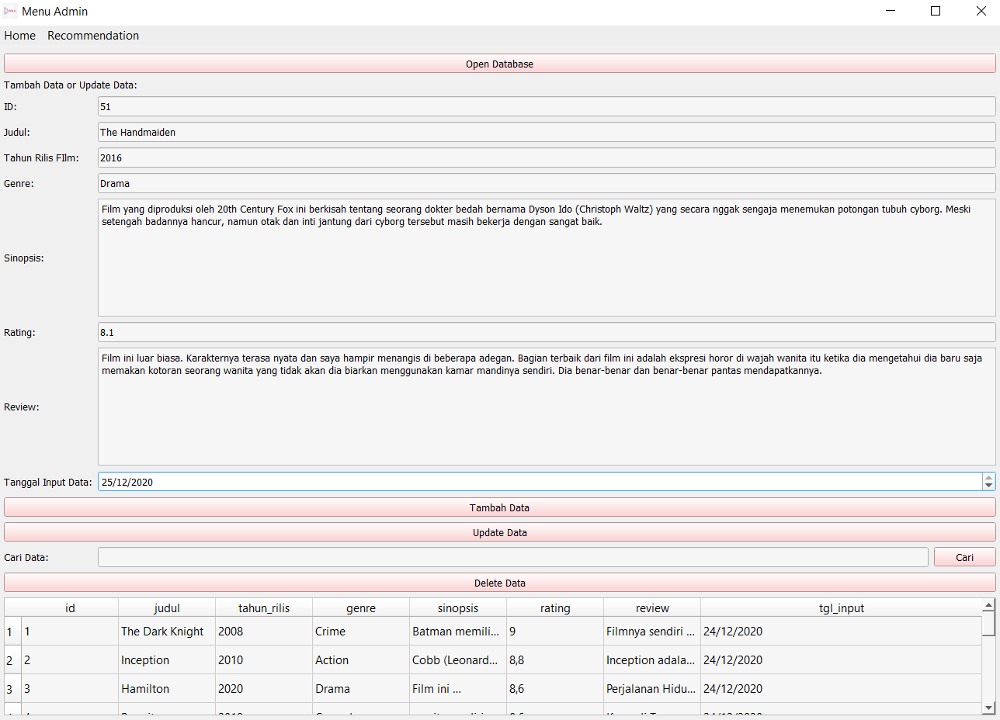 Menu Admin
Home Recommendation
Open Database
Tambah Data or Update Data:
ID: 51
Judul: The Handmaiden
Tahun Rilis FIlm: 2016
Genre: Drama
Film yang diproduksi oleh 20th Century Fox ini berkisah tentang seorang dokter bedah bernama Dyson Ido (Christoph Waltz) yang secara nggak sengaja menemukan potongan tubuh cyborg. Meski
setengah badannya hancur, namun otak dan inti jantung dari cyborg tersebut masih bekerja dengan sangat baik.
Sinopsis:
Rating: 8.1
Film ini luar biasa. Karakternya terasa nyata dan saya hampir menangis di beberapa adegan. Bagian terbaik dari film ini adalah ekspresi horor di wajah wanita itu ketika dia mengetahui dia baru saja
memakan kotoran seorang wanita yang tidak akan dia biarkan menggunakan kamar mandinya sendiri. Dia benar-benar dan benar-benar pantas mendapatkannya.
Review:
Tanggal Input Data: 25/12/2020
Tambah Data
Update Data
Cari Data: Cari
Delete Data
id judul tahun_rilis genre sinopsis rating review tgl_input
1 1 The Dark Knight 2008 Crime Batman memili... 9 Filmnya sendiri ... 24/12/2020
2 2 Inception 2010 Action Cobb (Leonard... 8,8 Inception adala... 24/12/2020
3 3 Hamilton 2020 Drama Film ini ... 8,6 Perjalanan Hidu... 24/12/2020